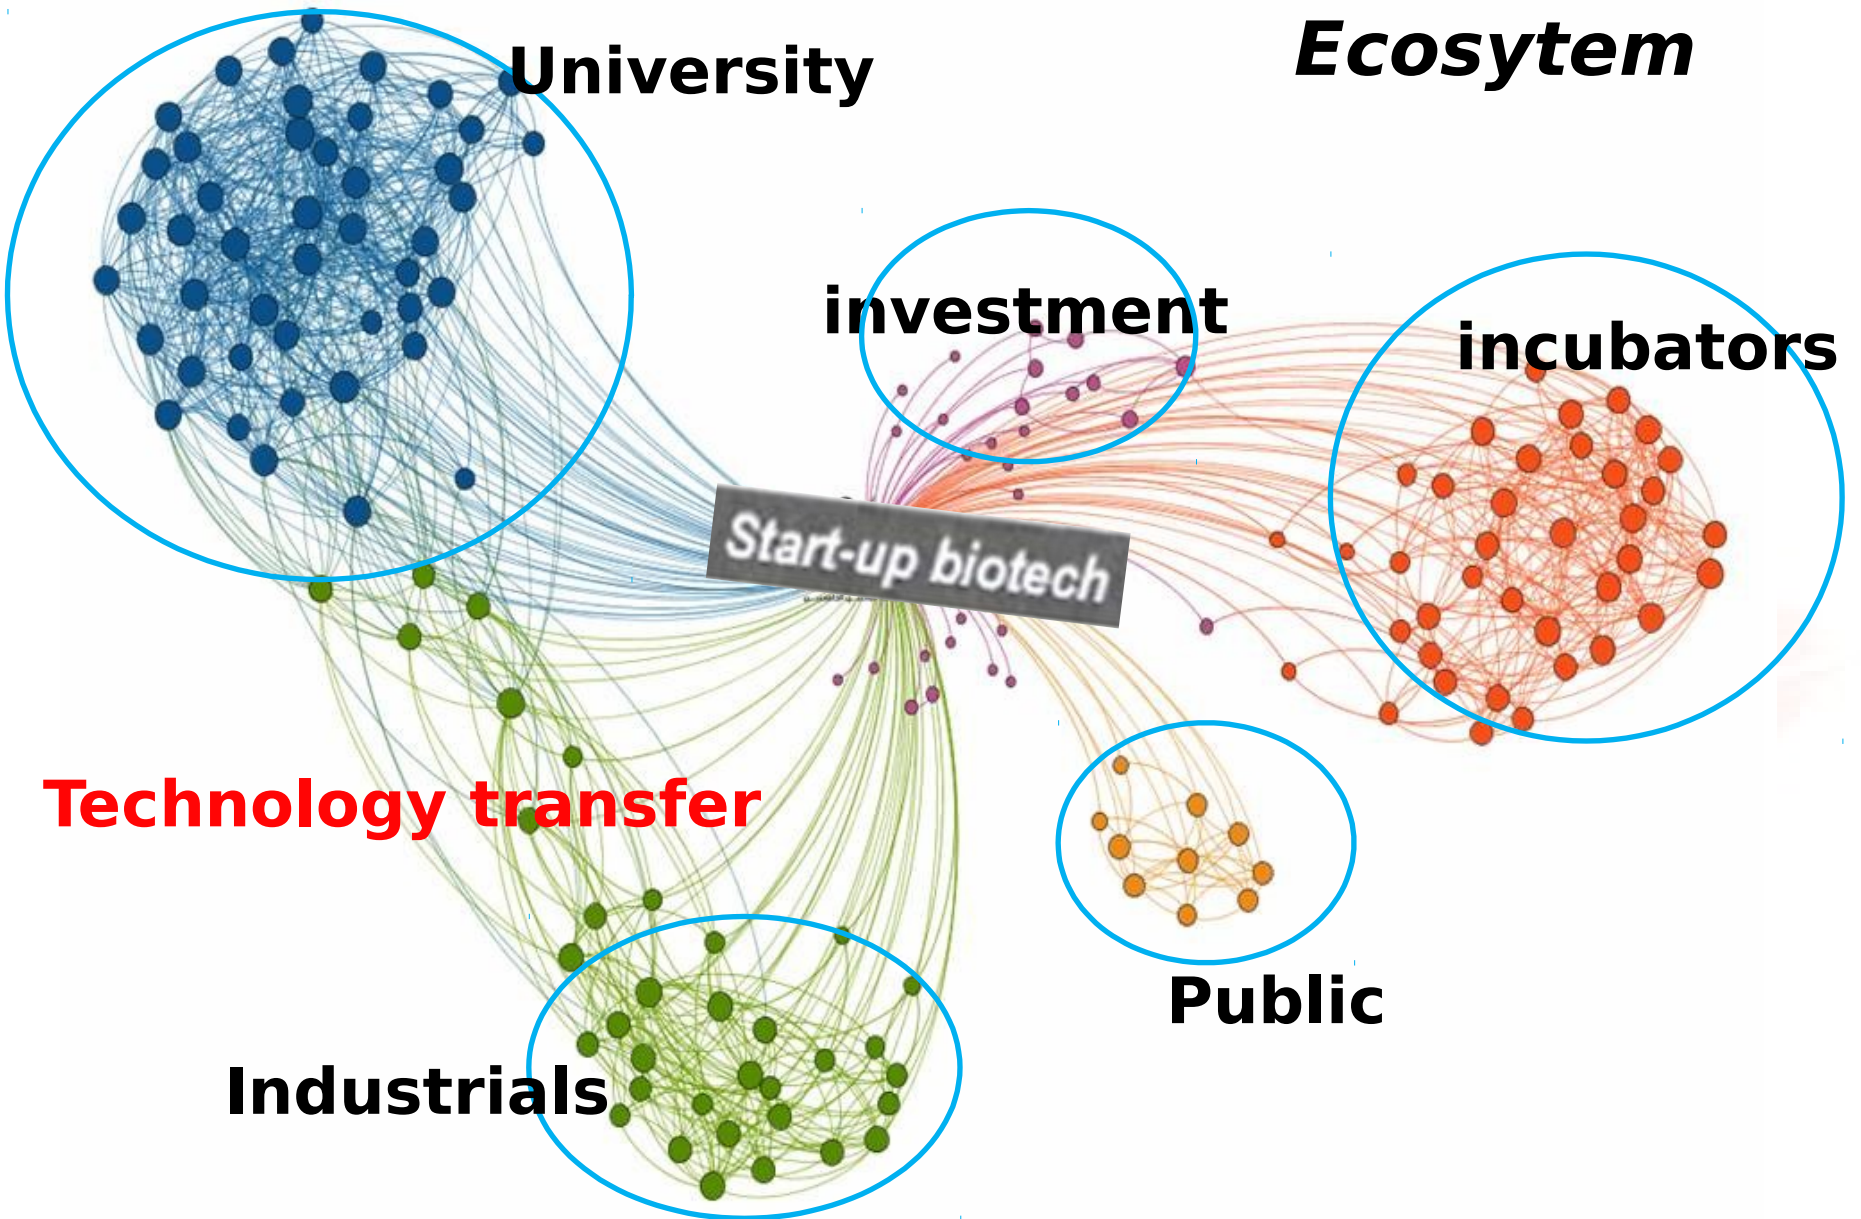 Ecosytem
University
investment
incubators
Start-up biotech
Technology transfer
Public
Industrials